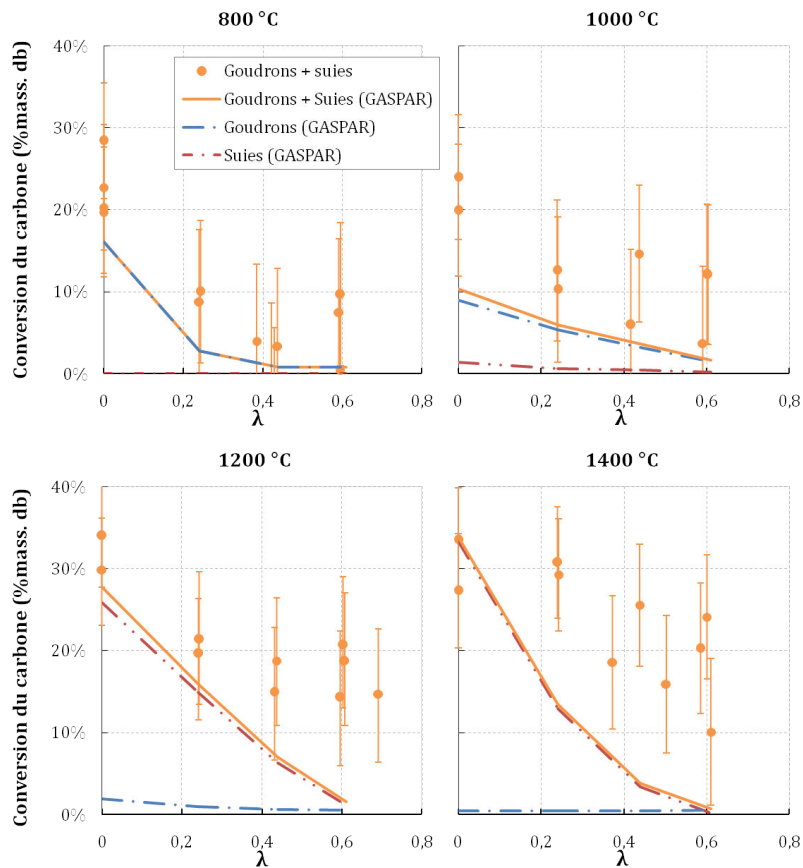 800 °C
1000 °C
Conversion du carbone (%mass. db)
40%
30%
20%
10%
0%
Goudrons + suies
Goudrons + Suies (GASPAR)
Goudrons (GASPAR)
Suies (GASPAR)
0 0,2 0,4 0,6 0,8
λ
0 0,2 0,4 0,6 0,8
λ
1200 °C
1400 °C
Conversion du carbone (%mass. db)
40%
30%
20%
10%
0%
0 0,2 0,4 0,6 0,8
λ
0 0,2 0,4 0,6 0,8
λ